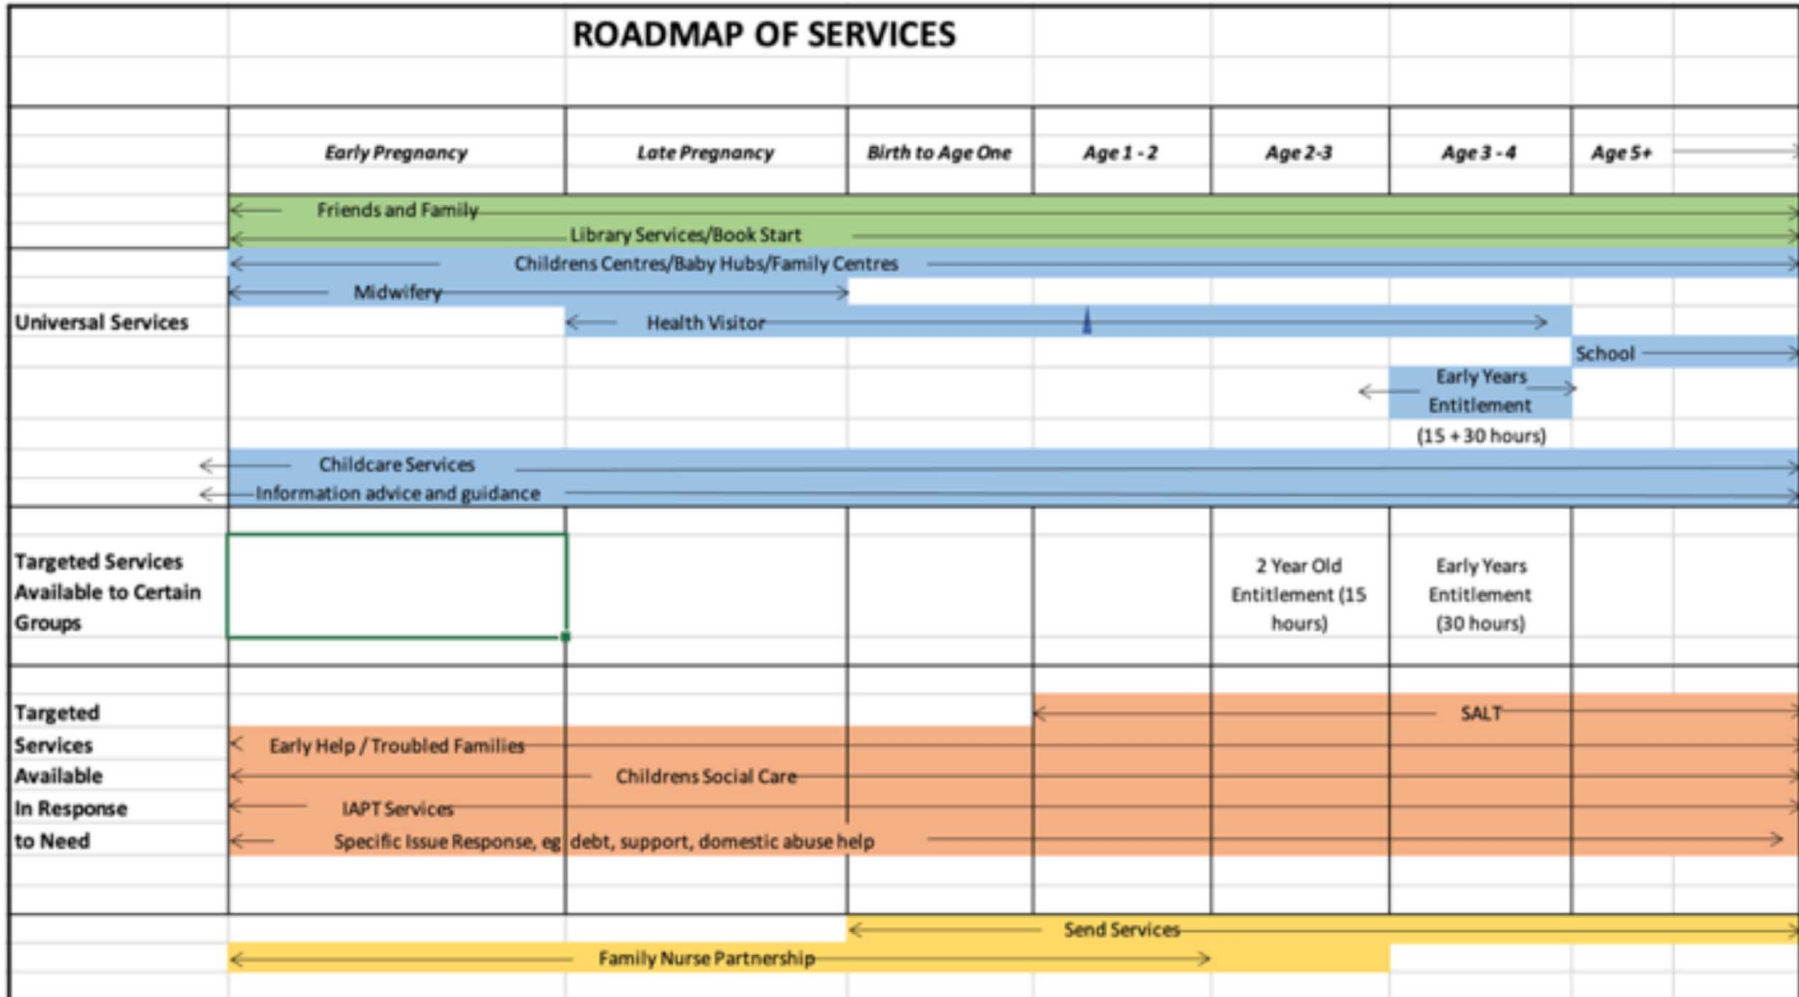 ROADMAP OF SERVICES
Early Pregnancy
Late Pregnancy
Birth to Age One
Age 1 - 2
Age 2-3
Age 3 - 4
Age 5+
Friends and Family
Library Services/Book Start
Childrens Centres/Baby Hubs/Family Centres
Midwifery
Universal Services
Health Visitor
School
Early Years
Entitlement
(15 + 30 hours)
Childcare Services
Information advice and guidance
Targeted Services
Available to Certain
Groups
2 Year Old
Entitlement (15
hours)
Early Years
Entitlement
(30 hours)
Targeted
Services
Available
In Response
to Need
SALT
Early Help / Troubled Families
Childrens Social Care
IAPT Services
Specific Issue Response, eg debt, support, domestic abuse help
Send Services
Family Nurse Partnership